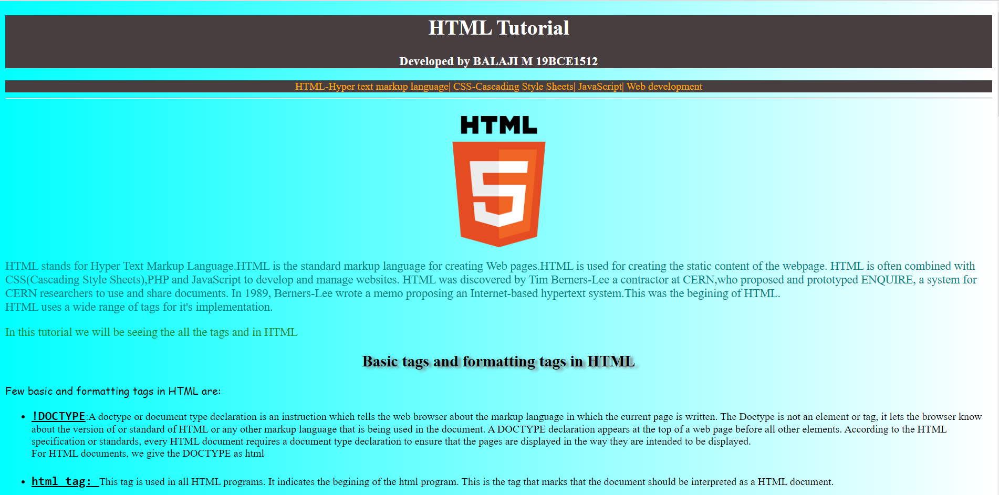 HTML Tutorial
Developed by BALAJI M 19BCE1512
HTML-Hyper text markup language| CSS-Cascading Style Sheets| JavaScript| Web development
HTML
5
HTML stands for Hyper Text Markup Language.HTML is the standard markup language for creating Web pages.HTML is used for creating the static content of the webpage. HTML is often combined with
CSS(Cascading Style Sheets),PHP and JavaScript to develop and manage websites. HTML was discovered by Tim Berners-Lee a contractor at CERN,who proposed and prototyped ENQUIRE, a system for
CERN researchers to use and share documents. In 1989, Berners-Lee wrote a memo proposing an Internet-based hypertext system.This was the begining of HTML.
HTML uses a wide range of tags for it's implementation.
In this tutorial we will be seeing the all the tags and in HTML
Basic tags and formatting tags in HTML
Few basic and formatting tags in HTML are:
• !DOCTYPE:A doctype or document type declaration is an instruction which tells the web browser about the markup language in which the current page is written. The Doctype is not an element or tag, it lets the browser know
about the version of or standard of HTML or any other markup language that is being used in the document. A DOCTYPE declaration appears at the top of a web page before all other elements. According to the HTML
specification or standards, every HTML document requires a document type declaration to ensure that the pages are displayed in the way they are intended to be displayed.
For HTML documents, we give the DOCTYPE as html
• html tag: This tag is used in all HTML programs. It indicates the begining of the html program. This is the tag that marks that the document should be interpreted as a HTML document.